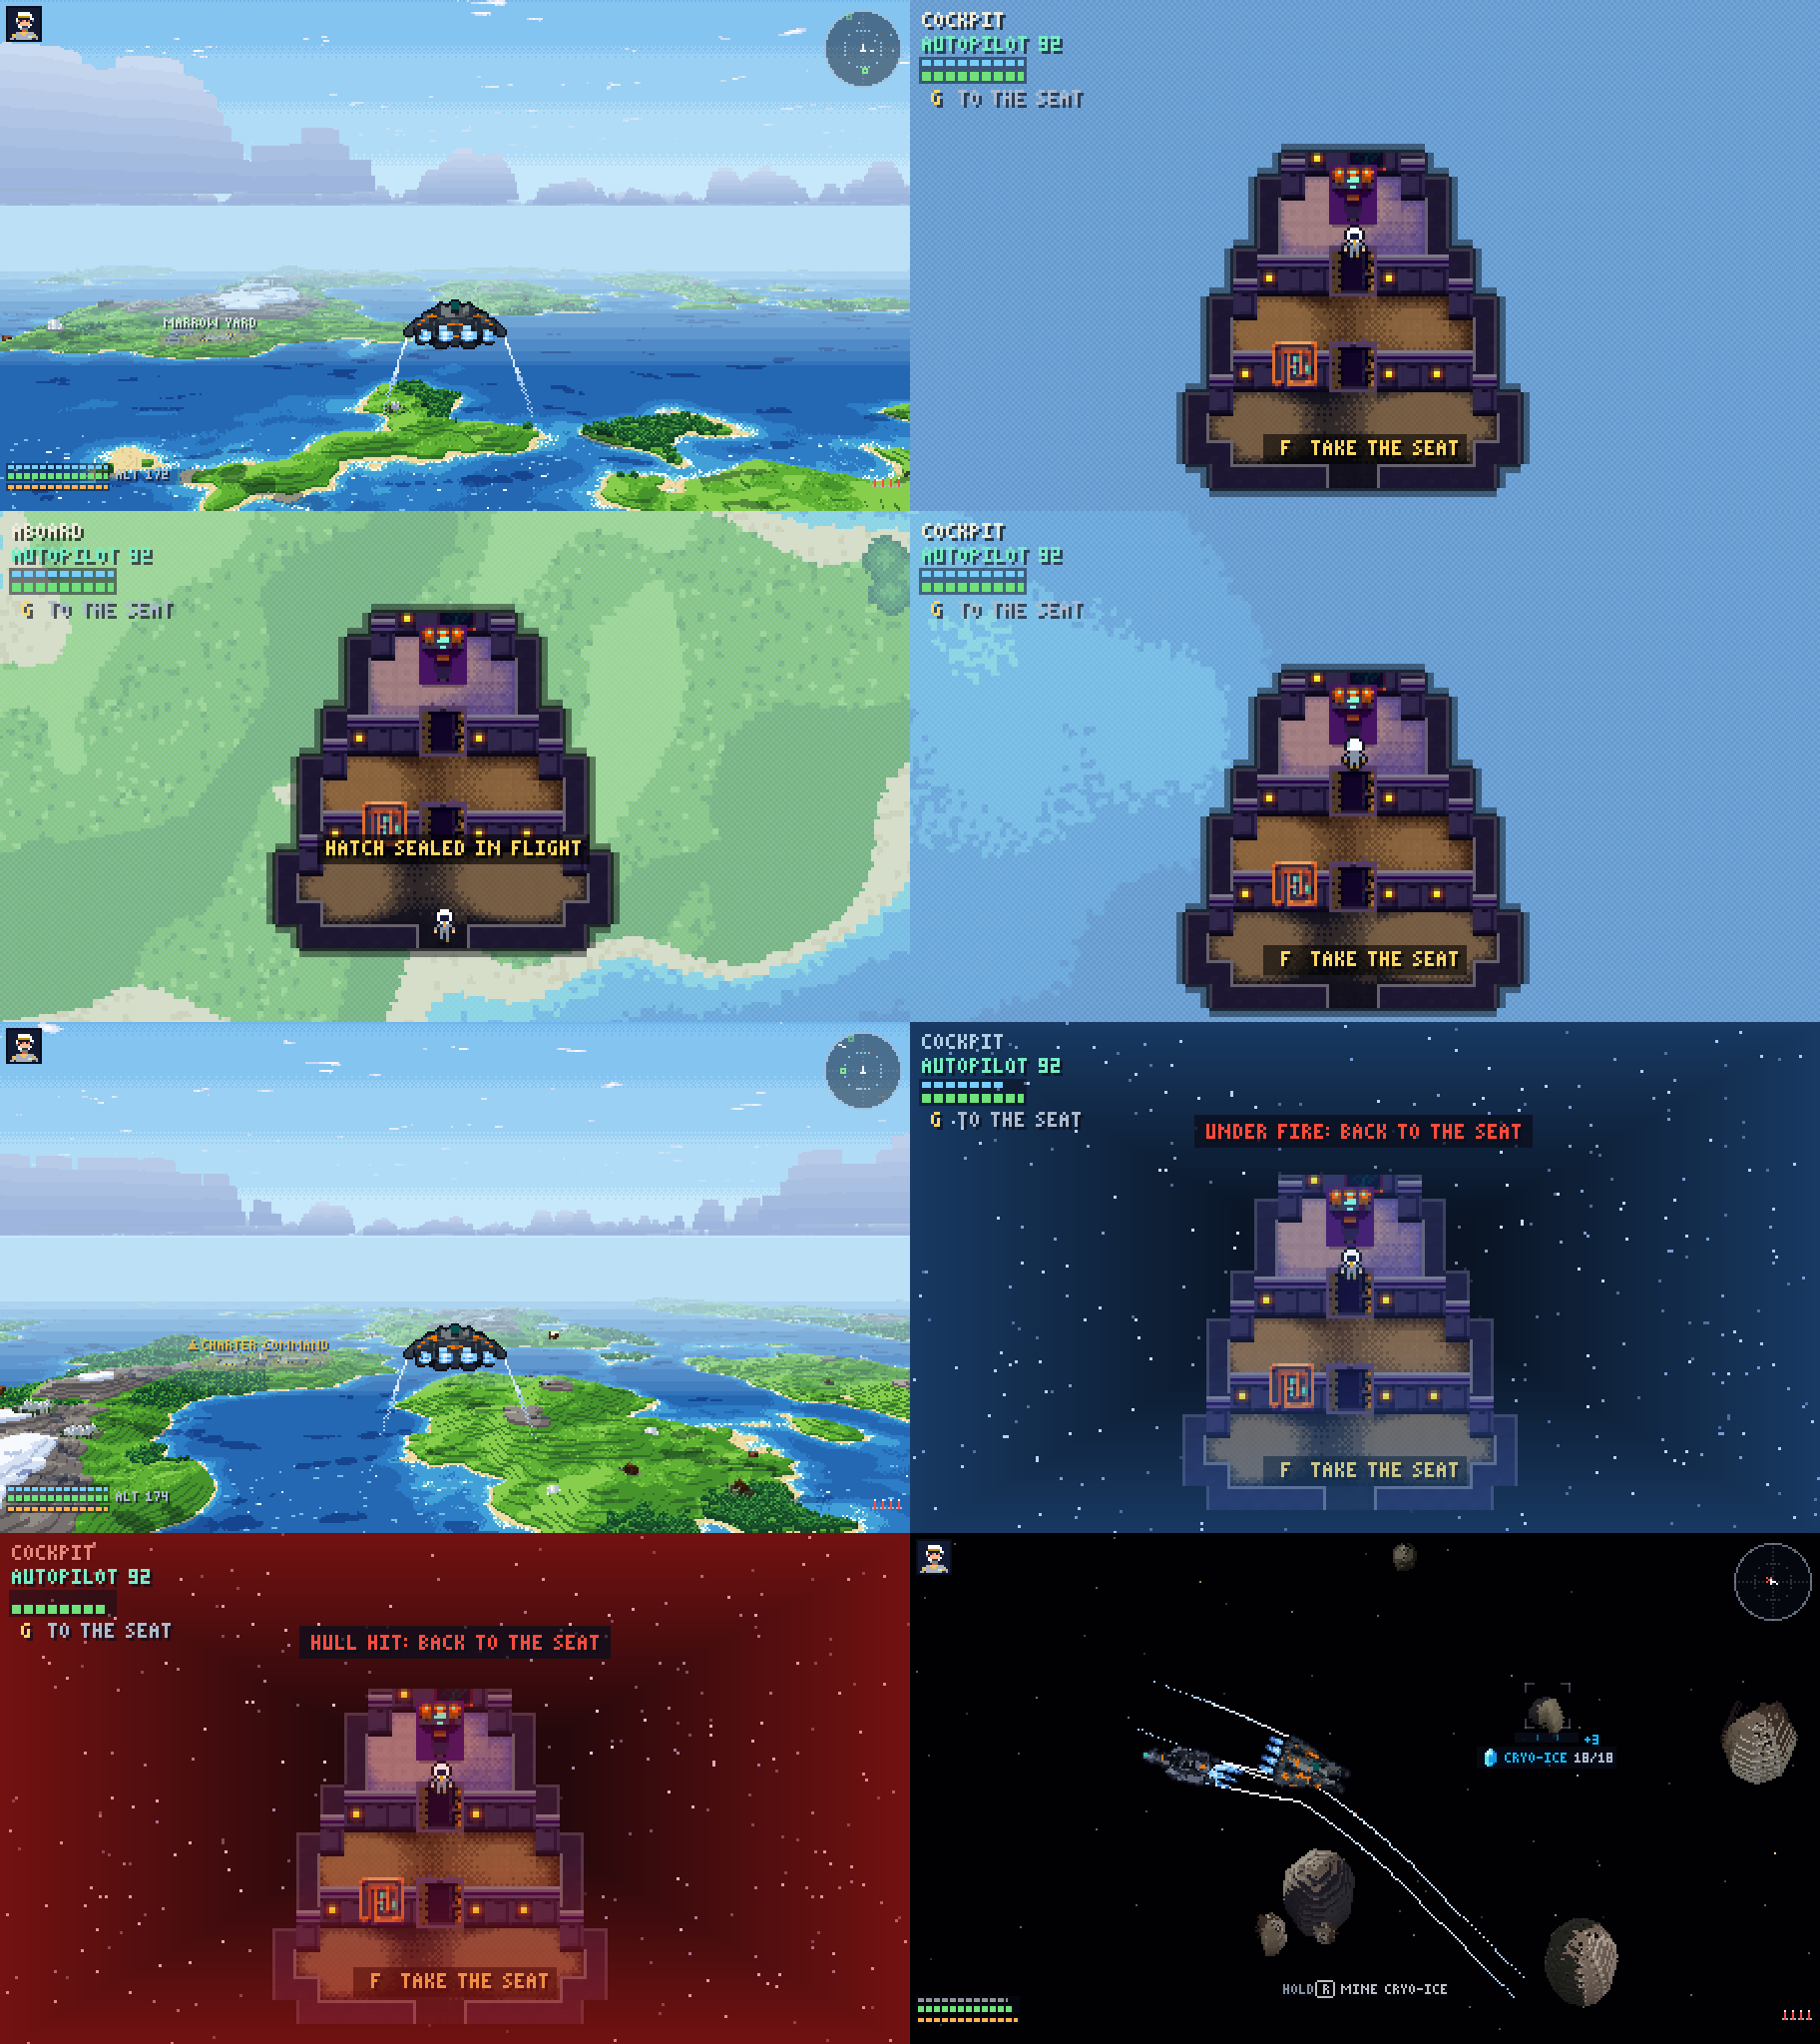 MARROW YARD
ALT 172
COCKPIT
AUTOPILOT 92
G TO THE SEAT
F TAKE THE SEAT
ABOARD
AUTOPILOT 92
G TO THE SEAT
HATCH SEALED IN FLIGHT
COCKPIT
AUTOPILOT 92
G TO THE SEAT
F TAKE THE SEAT
CHARTER COMMAND
ALT 174
COCKPIT
AUTOPILOT 92
G TO THE SEAT
UNDER FIRE: BACK TO THE SEAT
F TAKE THE SEAT
COCKPIT
AUTOPILOT 92
G TO THE SEAT
HULL HIT: BACK TO THE SEAT
F TAKE THE SEAT
+3
CRYO-ICE 18/18
HOLD R MINE CRYO-ICE